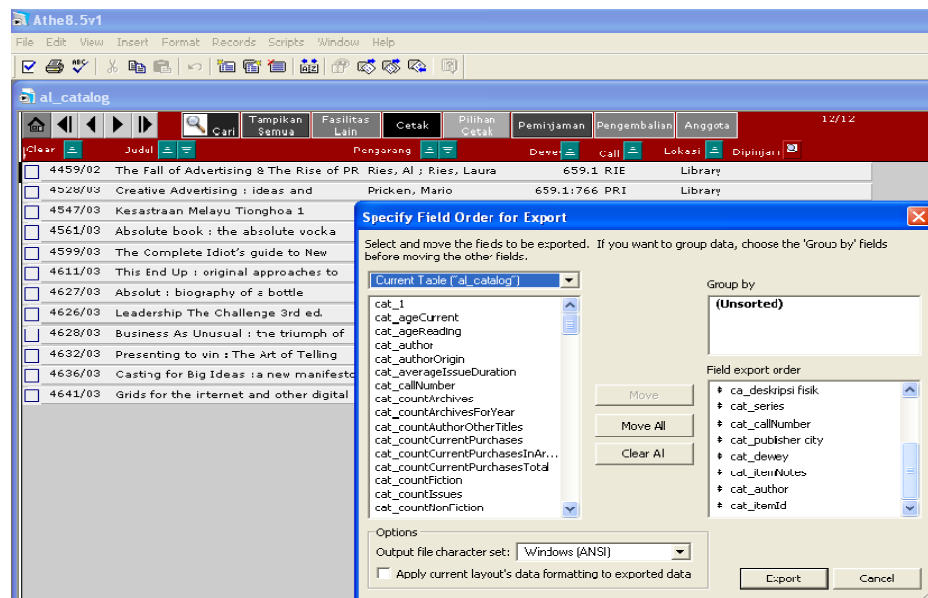 Athe8.5v1
File Edit View Insert Format Records Scripts Window Help
al_catalog
Cari Tampikan Semua Fasilitas Lain Cetak Pilihan Cetak Peminjaman Pengembalian Anggota 12/12
Clear Judul Pengarang Dewey Call Lokasi Dipinjam
4459/02 The Fall of Advertising & The Rise of PR Ries, Al ; Ries, Laura 659.1 RIE Library
4528/03 Creative Advertising : ideas and Pricken, Mario 659.1:766 PRI Library
4547/03 Kesastraan Melayu Tionghoa 1
4561/03 Absolute book : the absolute vocka
4599/03 The Complete Idiot's guide to New
4611/03 This End Up : original approaches to
4627/03 Absolut : biography of a bottle
4626/03 Leadership The Challenge 3rd ed.
4628/03 Business As Unusual : the triumph of
4632/03 Presenting to win : The Art of Telling
4636/03 Casting for Big Ideas : a new manifesto
4641/03 Grids for the internet and other digital
Specify Field Order for Export
Select and move the fields to be exported. If you want to group data, choose the 'Group by' fields
before moving the other fields.
Current Table ("al_catalog")
cat_1
cat_ageCurrent
cat_ageReading
cat_author
cat_authorOrigin
cat_averageIssueDuration
cat_callNumber
cat_countArchives
cat_countArchivesForYear
cat_countAuthorOtherTitles
cat_countCurrentPurchases
cat_countCurrentPurchasesInAr...
cat_countCurrentPurchasesTotal
cat_countFiction
cat_countIssues
cat_countNonFiction
Move
Move All
Clear All
Group by
(Unsorted)
Field export order
ca_deskripsi fisik
cat_series
cat_callNumber
cat_publisher city
cat_dewey
cat_itemNotes
cat_author
cat_itemId
Options
Output file character set: Windows (ANSI)
Apply current layout's data formatting to exported data
Export Cancel